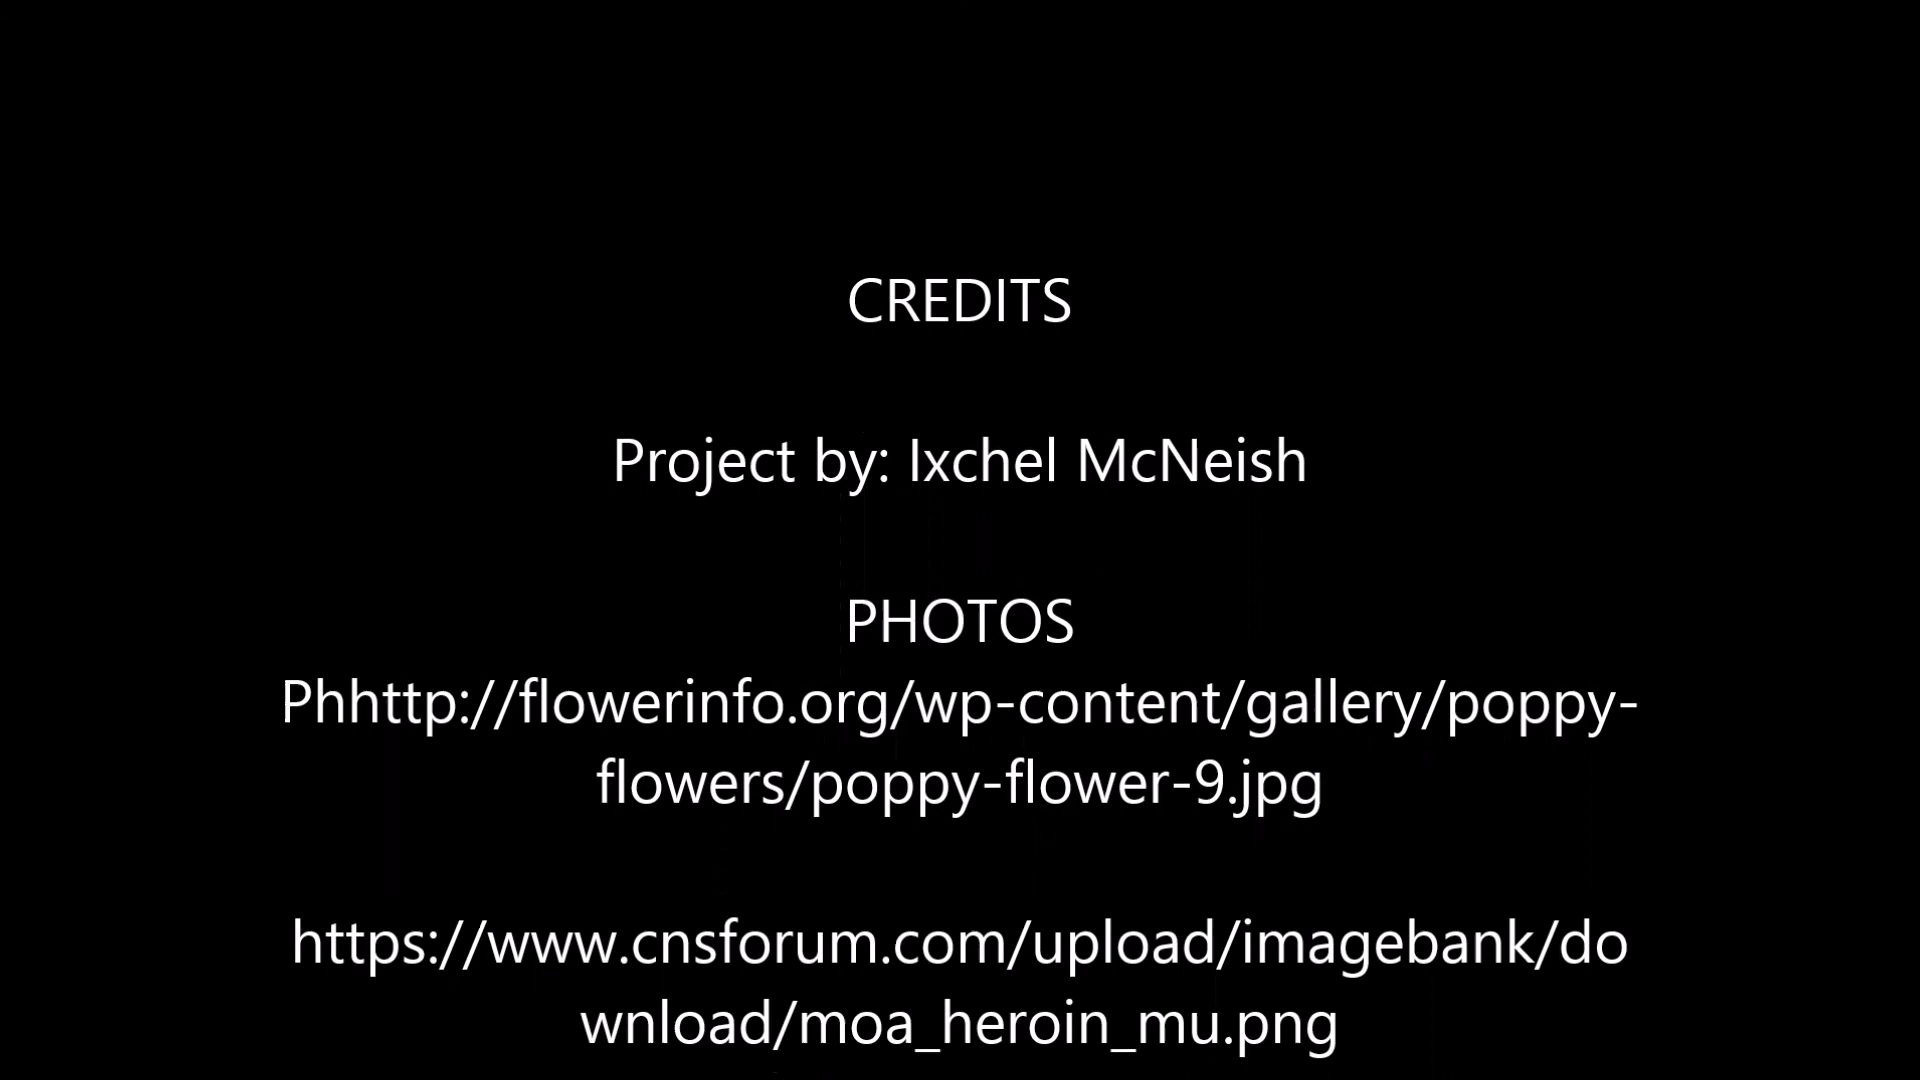 CREDITS
Project by: Ixchel McNeish
PHOTOS
Phhttp://flowerinfo.org/wp-content/gallery/poppy-
flowers/poppy-flower-9.jpg
https://www.cnsforum.com/upload/imagebank/do
wnload/moa_heroin_mu.png